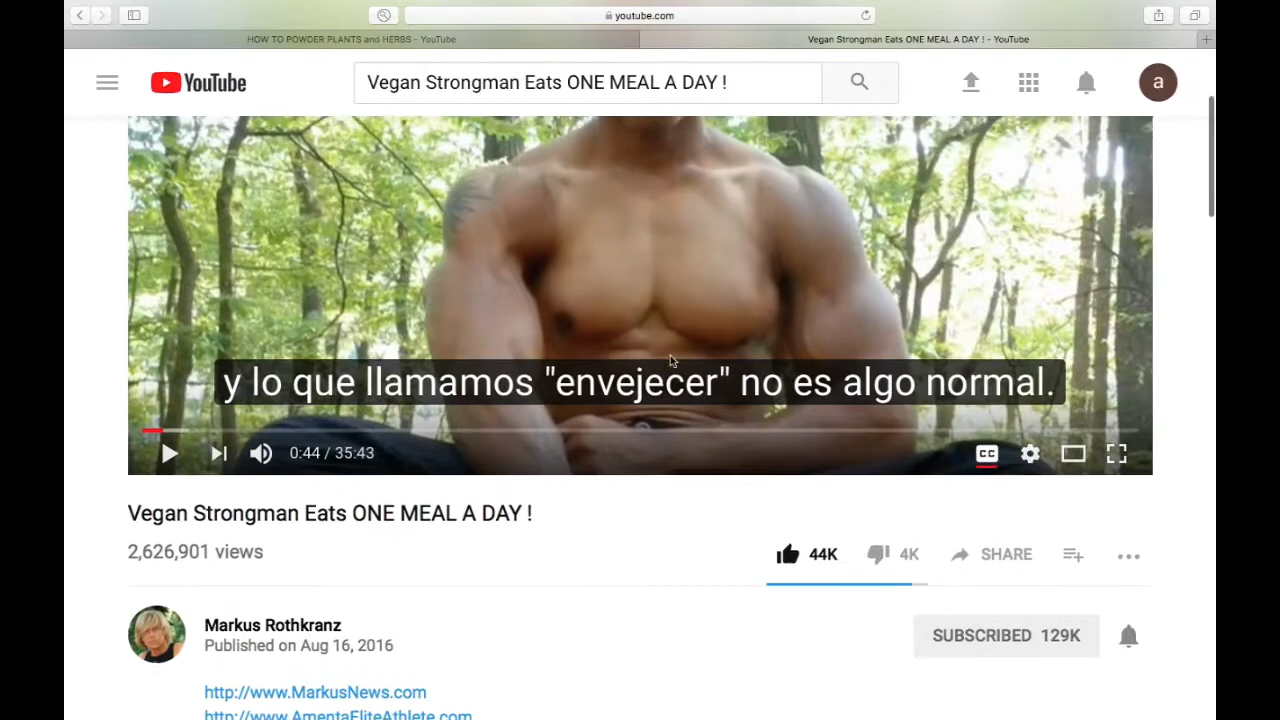 youtube.com
HOW TO POWDER PLANTS and HERBS - YouTube
Vegan Strongman Eats ONE MEAL A DAY ! - YouTube
+
YouTube
Vegan Strongman Eats ONE MEAL A DAY !
a
y lo que llamamos "envejecer" no es algo normal.
0:44 / 35:43
CC
Vegan Strongman Eats ONE MEAL A DAY !
2,626,901 views
44K
4K
SHARE
Markus Rothkranz
Published on Aug 16, 2016
SUBSCRIBED 129K
http://www.MarkusNews.com
http://www.AmentaEliteAthlete.com